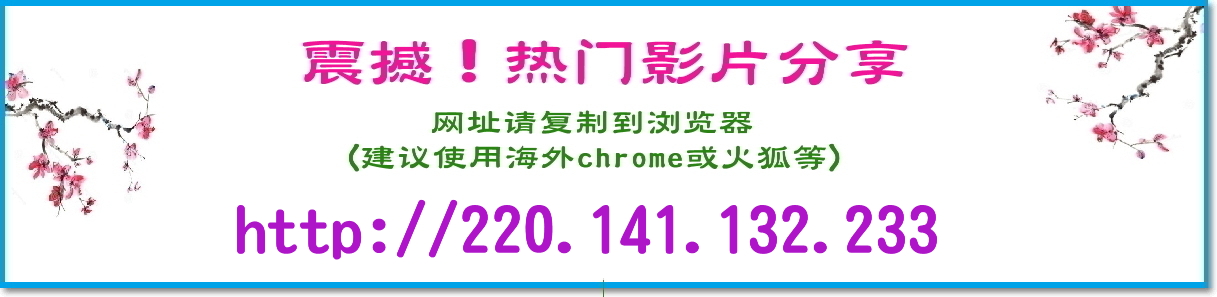 震撼！热门影片分享
网址请复制到浏览器
(建议使用海外chrome或火狐等)
http://220.141.132.233